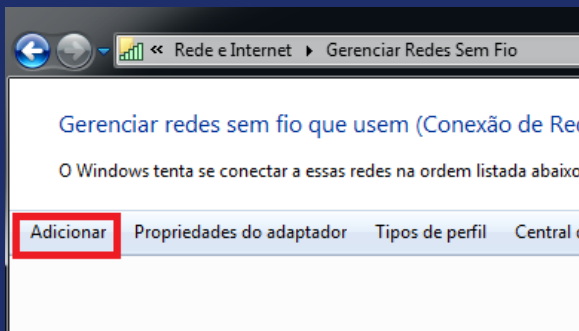 « Rede e Internet ▸ Gerenciar Redes Sem Fio
Gerenciar redes sem fio que usem (Conexão de
O Windows tenta se conectar a essas redes na ordem listada abaixo
Adicionar Propriedades do adaptador Tipos de perfil Central